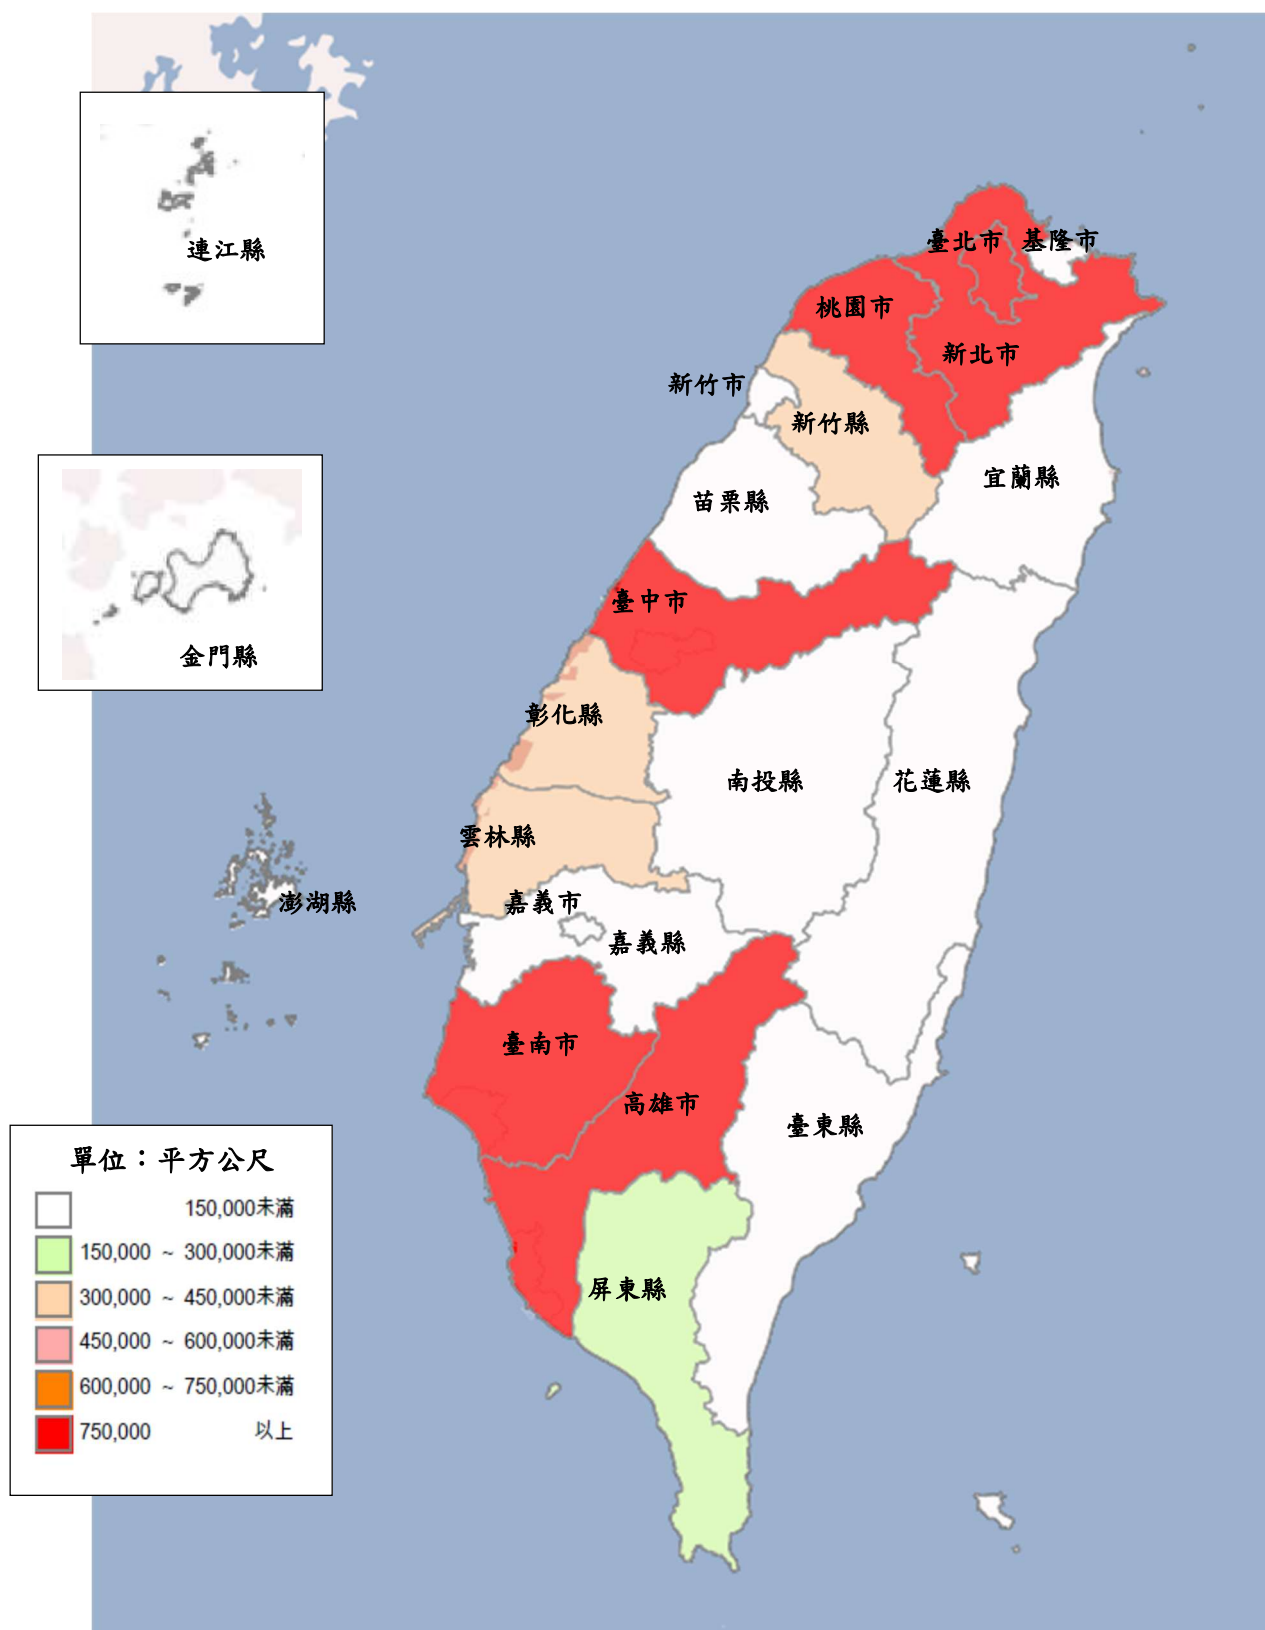 連江縣
臺北市
基隆市
桃園市
新北市
新竹市
新竹縣
宜蘭縣
苗栗縣
臺中市
金門縣
彰化縣
南投縣
花蓮縣
雲林縣
嘉義市
澎湖縣
嘉義縣
臺南市
高雄市
臺東縣
屏東縣
單位：平方公尺
150,000未滿
150,000 ~ 300,000未滿
300,000 ~ 450,000未滿
450,000 ~ 600,000未滿
600,000 ~ 750,000未滿
750,000 以上